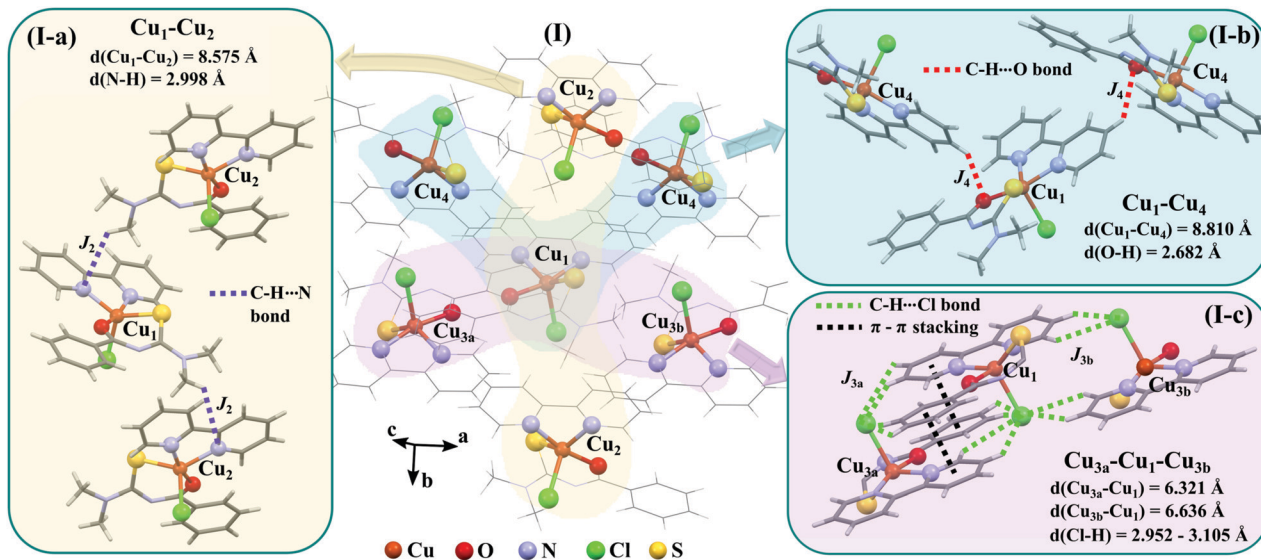 (I-a)
Cu₁-Cu₂
d(Cu₁-Cu₂) = 8.575 Å
d(N-H) = 2.998 Å
Cu₂
J₂
C-H···N
bond
Cu₁
J₂
Cu₂
(I)
Cu₂
Cu₄
Cu₄
Cu₁
Cu₃ₐ
Cu₃b
Cu₂
c
a
b
Cu
O
N
Cl
S
(I-b)
C-H···O bond
Cu₄
Cu₄
J₄
J₄
Cu₁
Cu₁-Cu₄
d(Cu₁-Cu₄) = 8.810 Å
d(O-H) = 2.682 Å
(I-c)
C-H···Cl bond
π - π stacking
Cu₁
J₃b
J₃ₐ
Cu₃b
Cu₃ₐ
Cu₃ₐ-Cu₁-Cu₃b
d(Cu₃ₐ-Cu₁) = 6.321 Å
d(Cu₃b-Cu₁) = 6.636 Å
d(Cl-H) = 2.952 - 3.105 Å